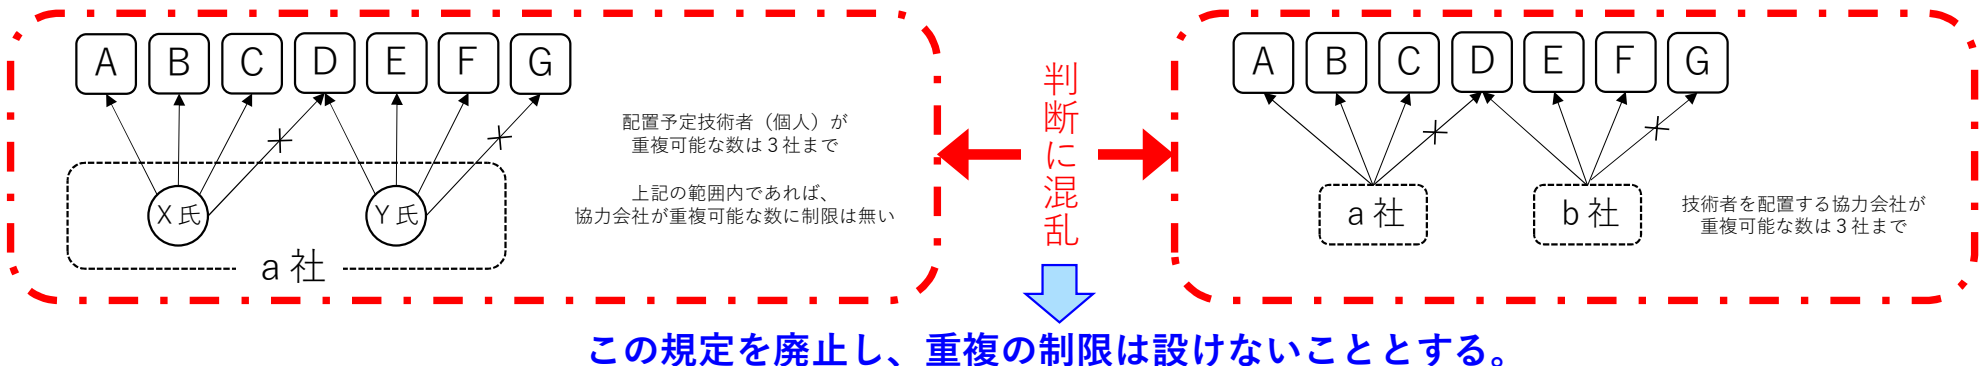 A B C D E F G
配置予定技術者（個人）が
重複可能な数は３社まで
上記の範囲内であれば、
協力会社が重複可能な数に制限は無い
X 氏
Y 氏
a 社
判断に混乱
A B C D E F G
a 社
b 社
技術者を配置する協力会社が
重複可能な数は３社まで
この規定を廃止し、重複の制限は設けないこととする。